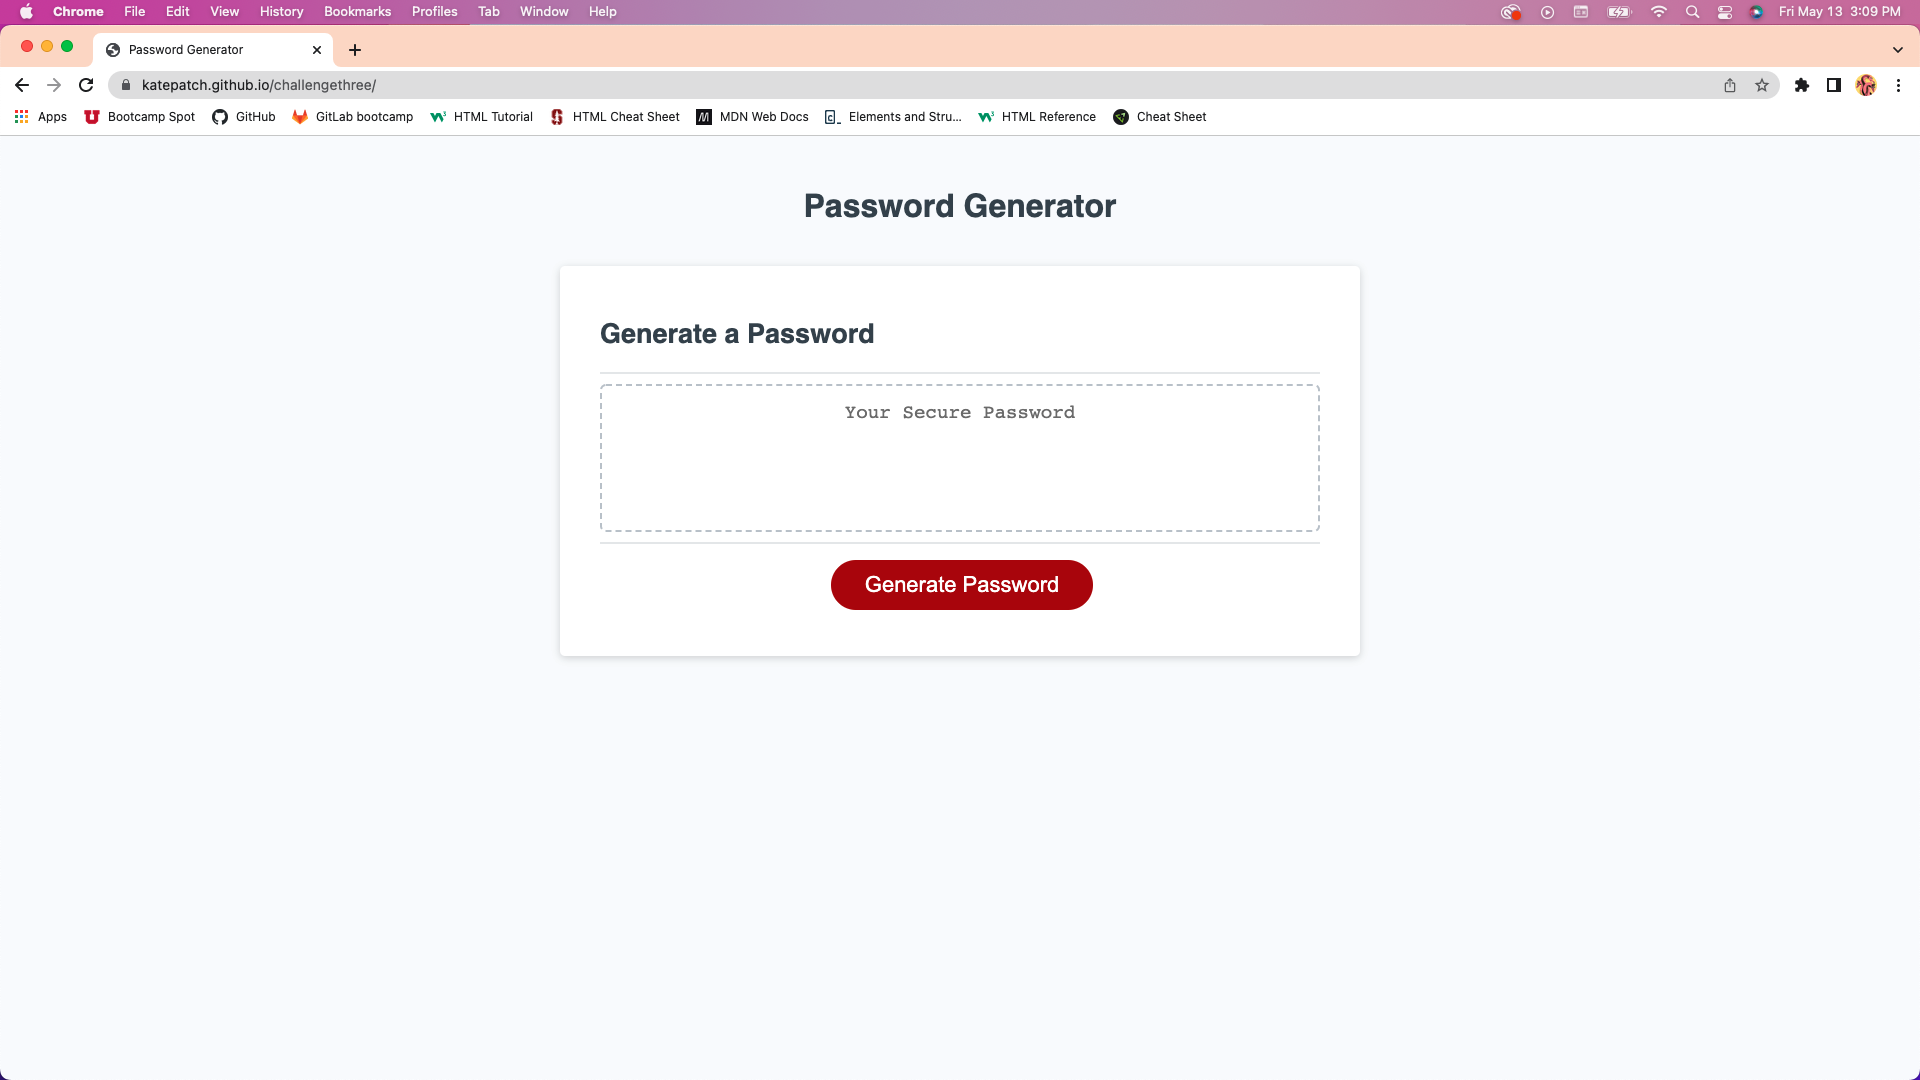 Chrome File Edit View History Bookmarks Profiles Tab Window Help Fri May 13 3:09 PM
Password Generator
katepatch.github.io/challengethree/
Apps Bootcamp Spot GitHub GitLab bootcamp HTML Tutorial HTML Cheat Sheet MDN Web Docs Elements and Stru... HTML Reference Cheat Sheet
Password Generator
Generate a Password
Your Secure Password
Generate Password